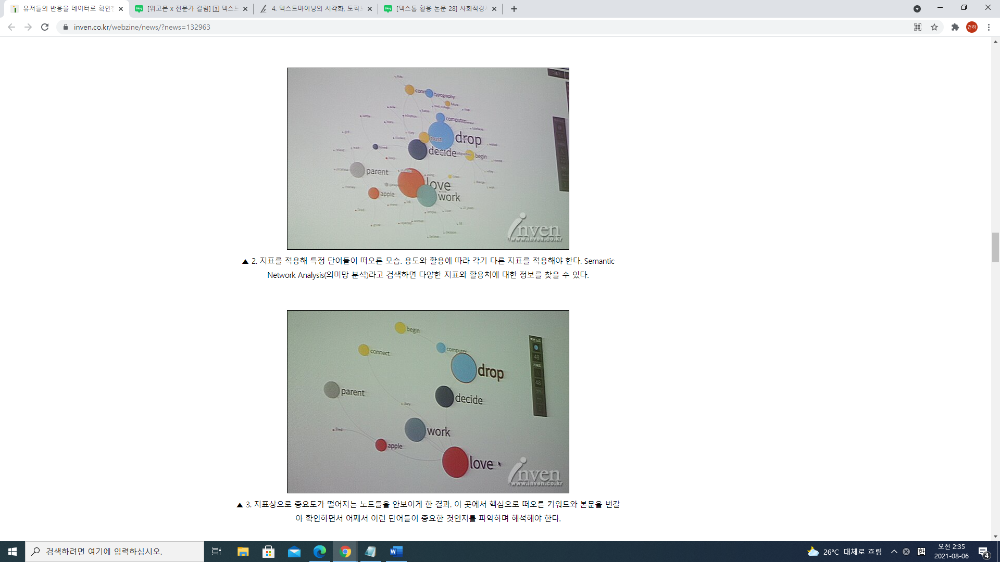 유저들의 반응을 데이터로 확인한
[위고몬 x 전문가 칼럼] 3 텍스트
4. 텍스트마이닝의 시각화, 토픽모
[텍스톰 활용 논문 28] 사회적경
inven.co.kr/webzine/news/?news=132963
건하
typography
future
computer
drop
trust
decide
begin
parent
love
work
apple
inven
www.inven.co.kr
▲ 2. 지표를 적용해 특정 단어들이 떠오른 모습. 용도와 활용에 따라 각기 다른 지표를 적용해야 한다. Semantic
Network Analysis(의미망 분석)라고 검색하면 다양한 지표와 활용처에 대한 정보를 찾을 수 있다.
begin
computer
connect
48
drop
48
parent
decide
story
work
apple
love
inven
www.inven.co.kr
▲ 3. 지표상으로 중요도가 떨어지는 노드들을 안보이게 한 결과. 이 곳에서 핵심으로 떠오른 키워드와 본문을 번갈
아 확인하면서 어째서 이런 단어들이 중요한 것인지를 파악하며 해석해야 한다.
검색하려면 여기에 입력하십시오.
26°C 대체로 흐림
한
오전 2:35
2021-08-06
4